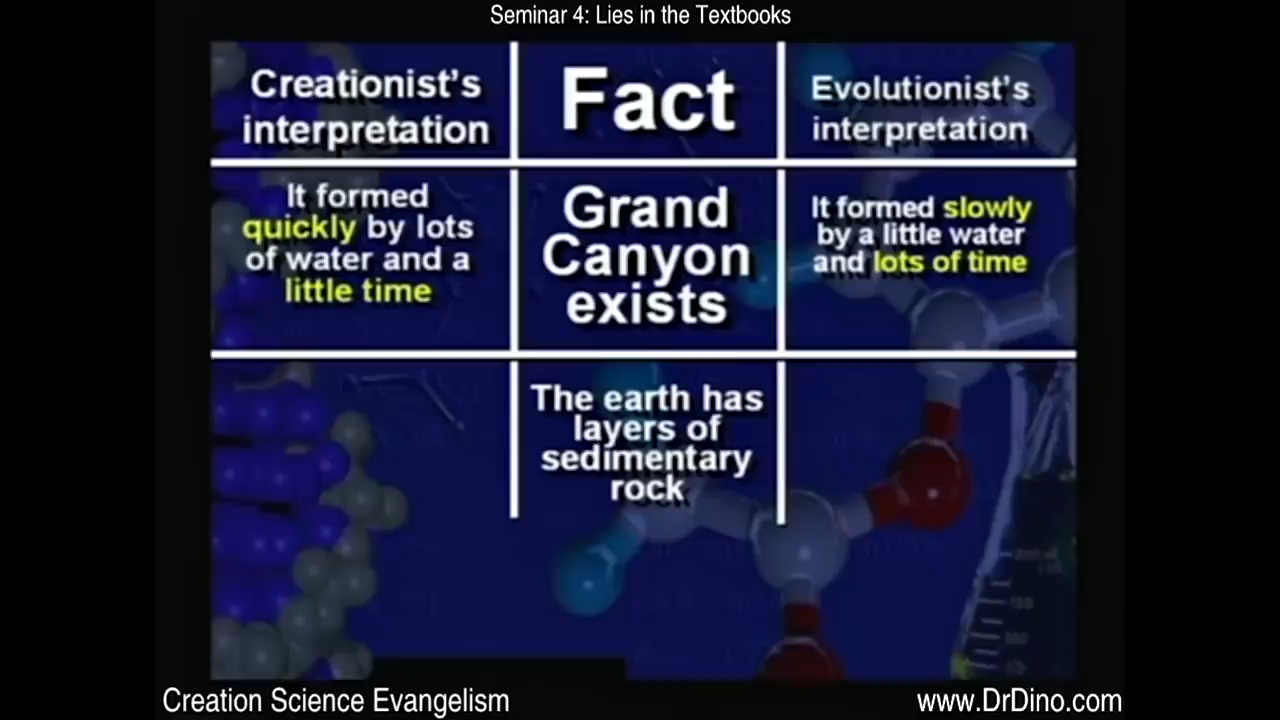 Seminar 4: Lies in the Textbooks
Creationist's
interpretation
Fact
Evolutionist's
interpretation
It formed
quickly by lots
of water and a
little time
Grand
Canyon
exists
It formed slowly
by a little water
and lots of time
The earth has
layers of
sedimentary
rock
Creation Science Evangelism
www.DrDino.com